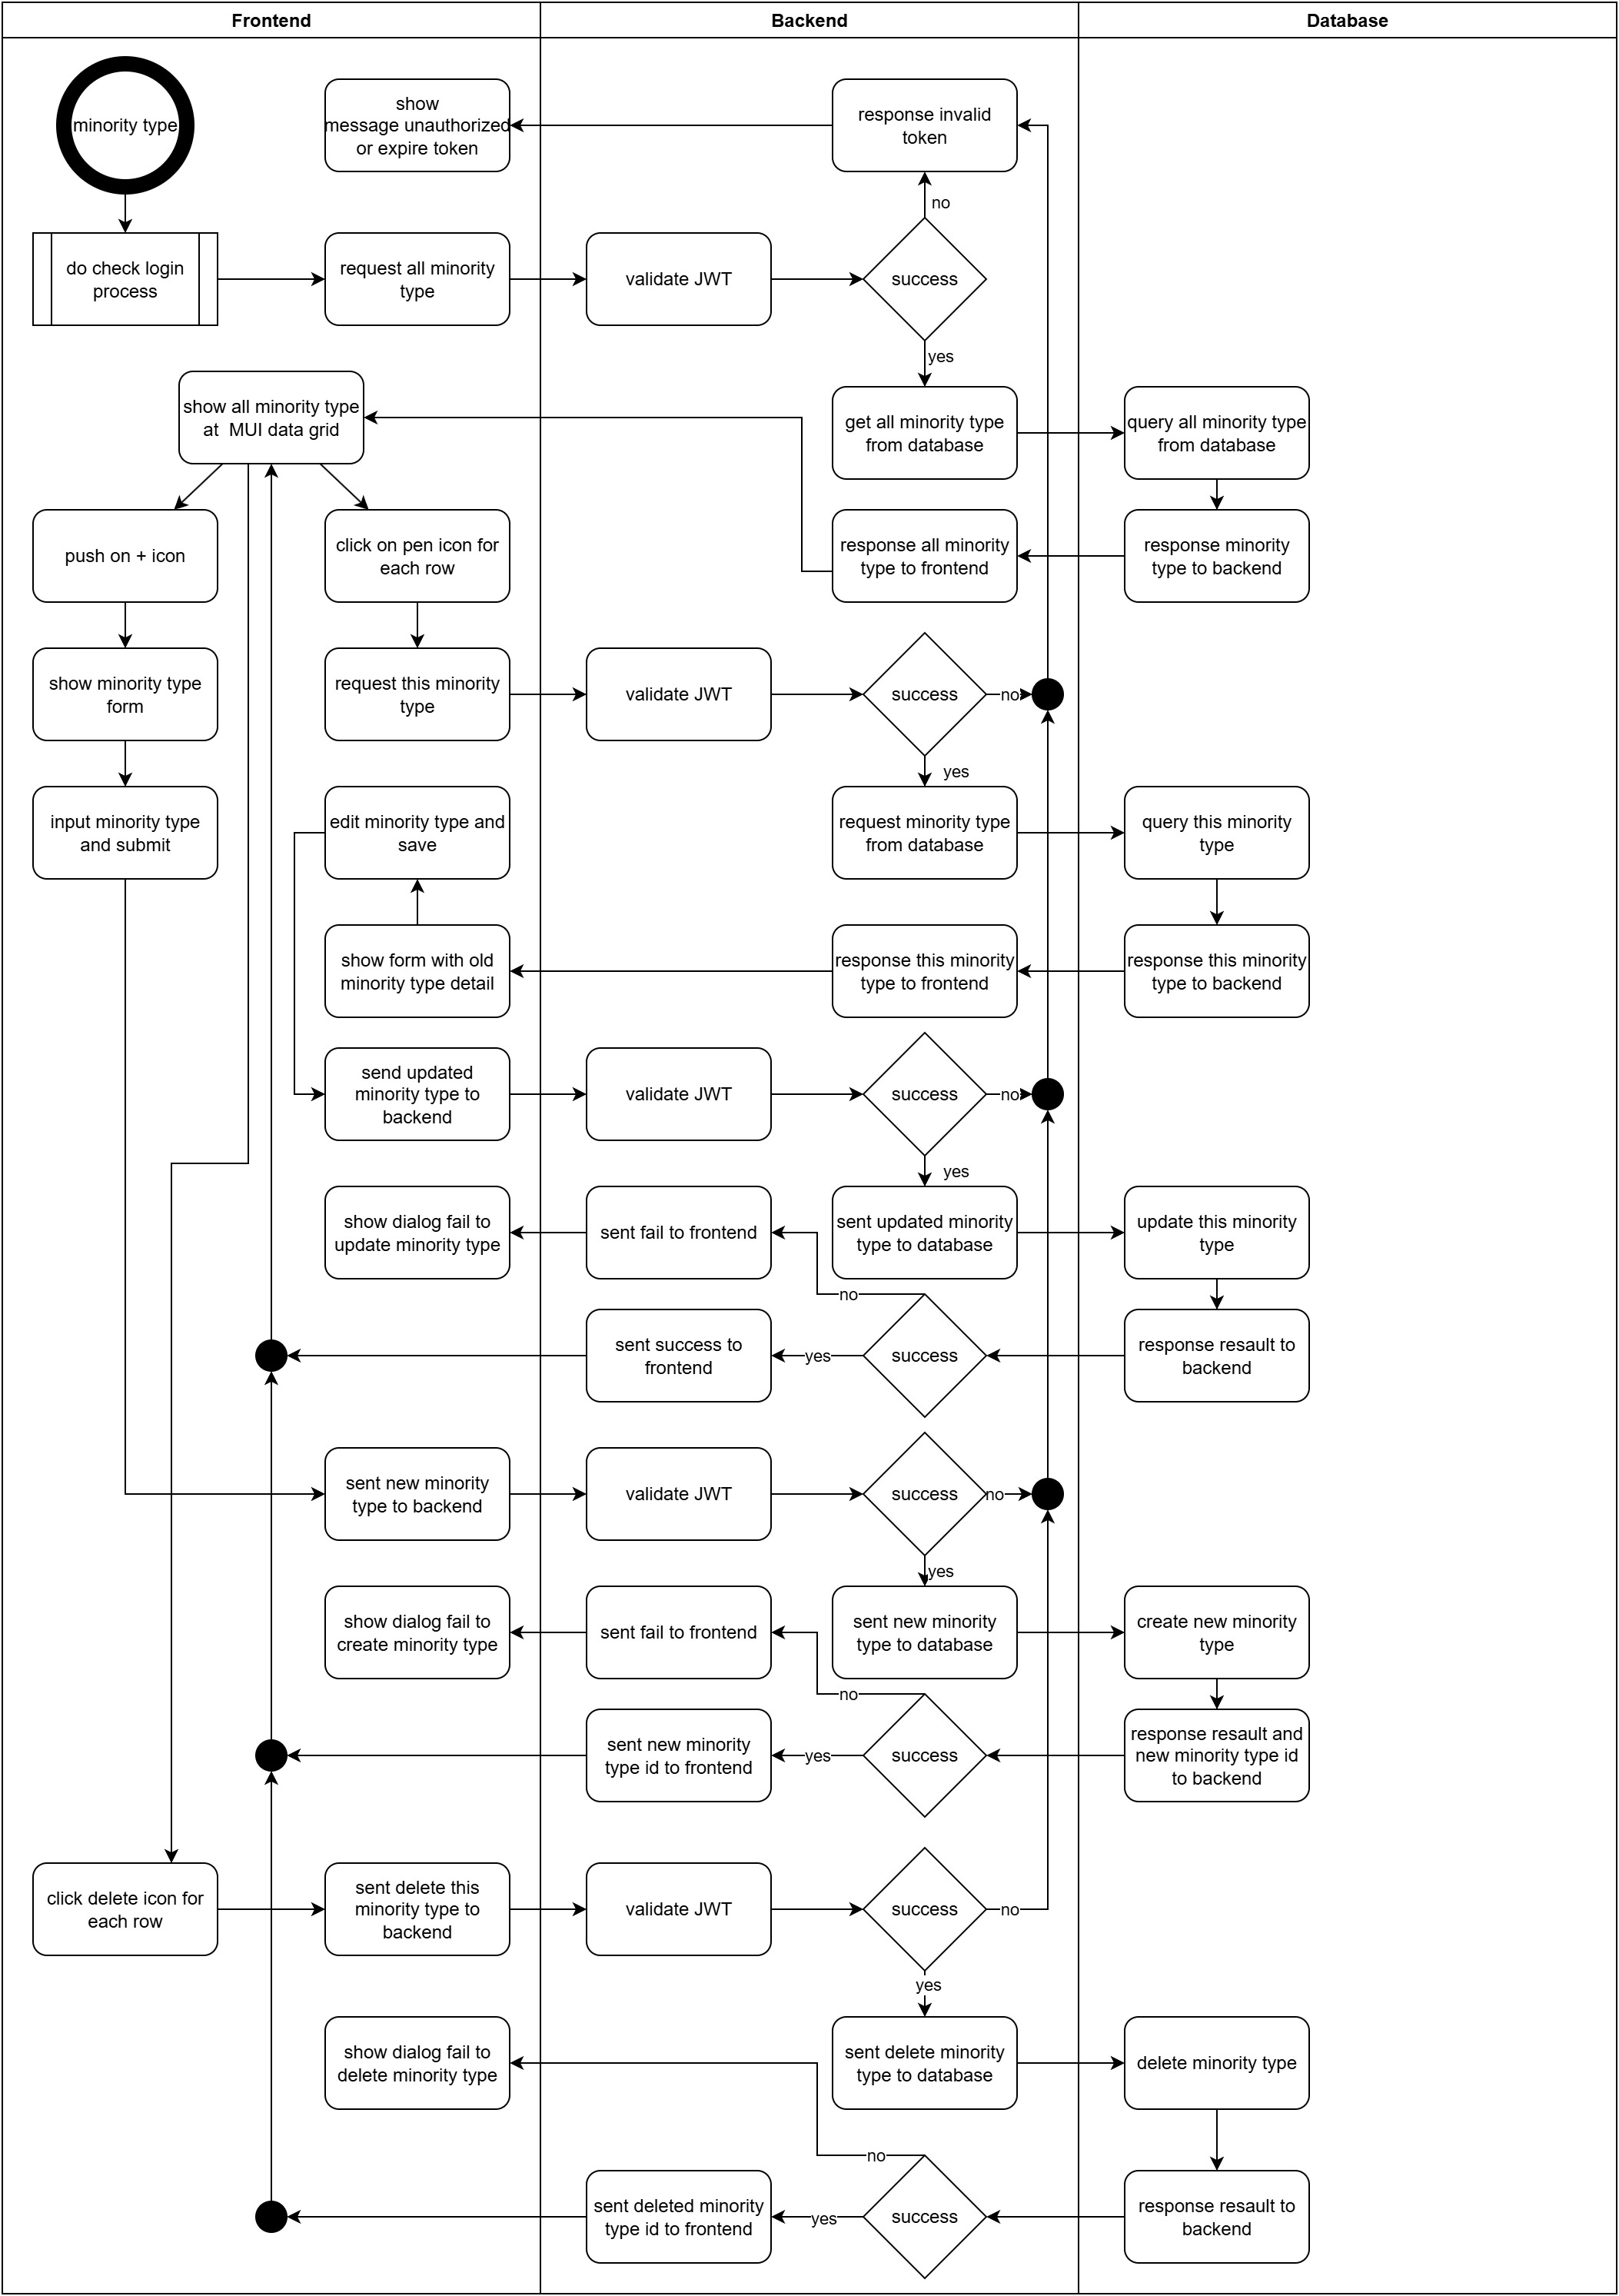 Frontend
Backend
Database
minority type
show
message unauthorized
or expire token
response invalid
token
no
do check login
process
request all minority
type
validate JWT
success
yes
show all minority type
at MUI data grid
get all minority type
from database
query all minority type
from database
push on + icon
click on pen icon for
each row
response all minority
type to frontend
response minority
type to backend
show minority type
form
request this minority
type
validate JWT
success
no
yes
input minority type
and submit
edit minority type and
save
request minority type
from database
query this minority
type
show form with old
minority type detail
response this minority
type to frontend
response this minority
type to backend
send updated
minority type to
backend
validate JWT
success
no
yes
show dialog fail to
update minority type
sent fail to frontend
sent updated minority
type to database
update this minority
type
no
sent success to
frontend
yes
success
response resault to
backend
sent new minority
type to backend
validate JWT
success
no
yes
show dialog fail to
create minority type
sent fail to frontend
sent new minority
type to database
create new minority
type
no
sent new minority
type id to frontend
yes
success
response resault and
new minority type id
to backend
click delete icon for
each row
sent delete this
minority type to
backend
validate JWT
success
no
yes
show dialog fail to
delete minority type
sent delete minority
type to database
delete minority type
no
sent deleted minority
type id to frontend
yes
success
response resault to
backend